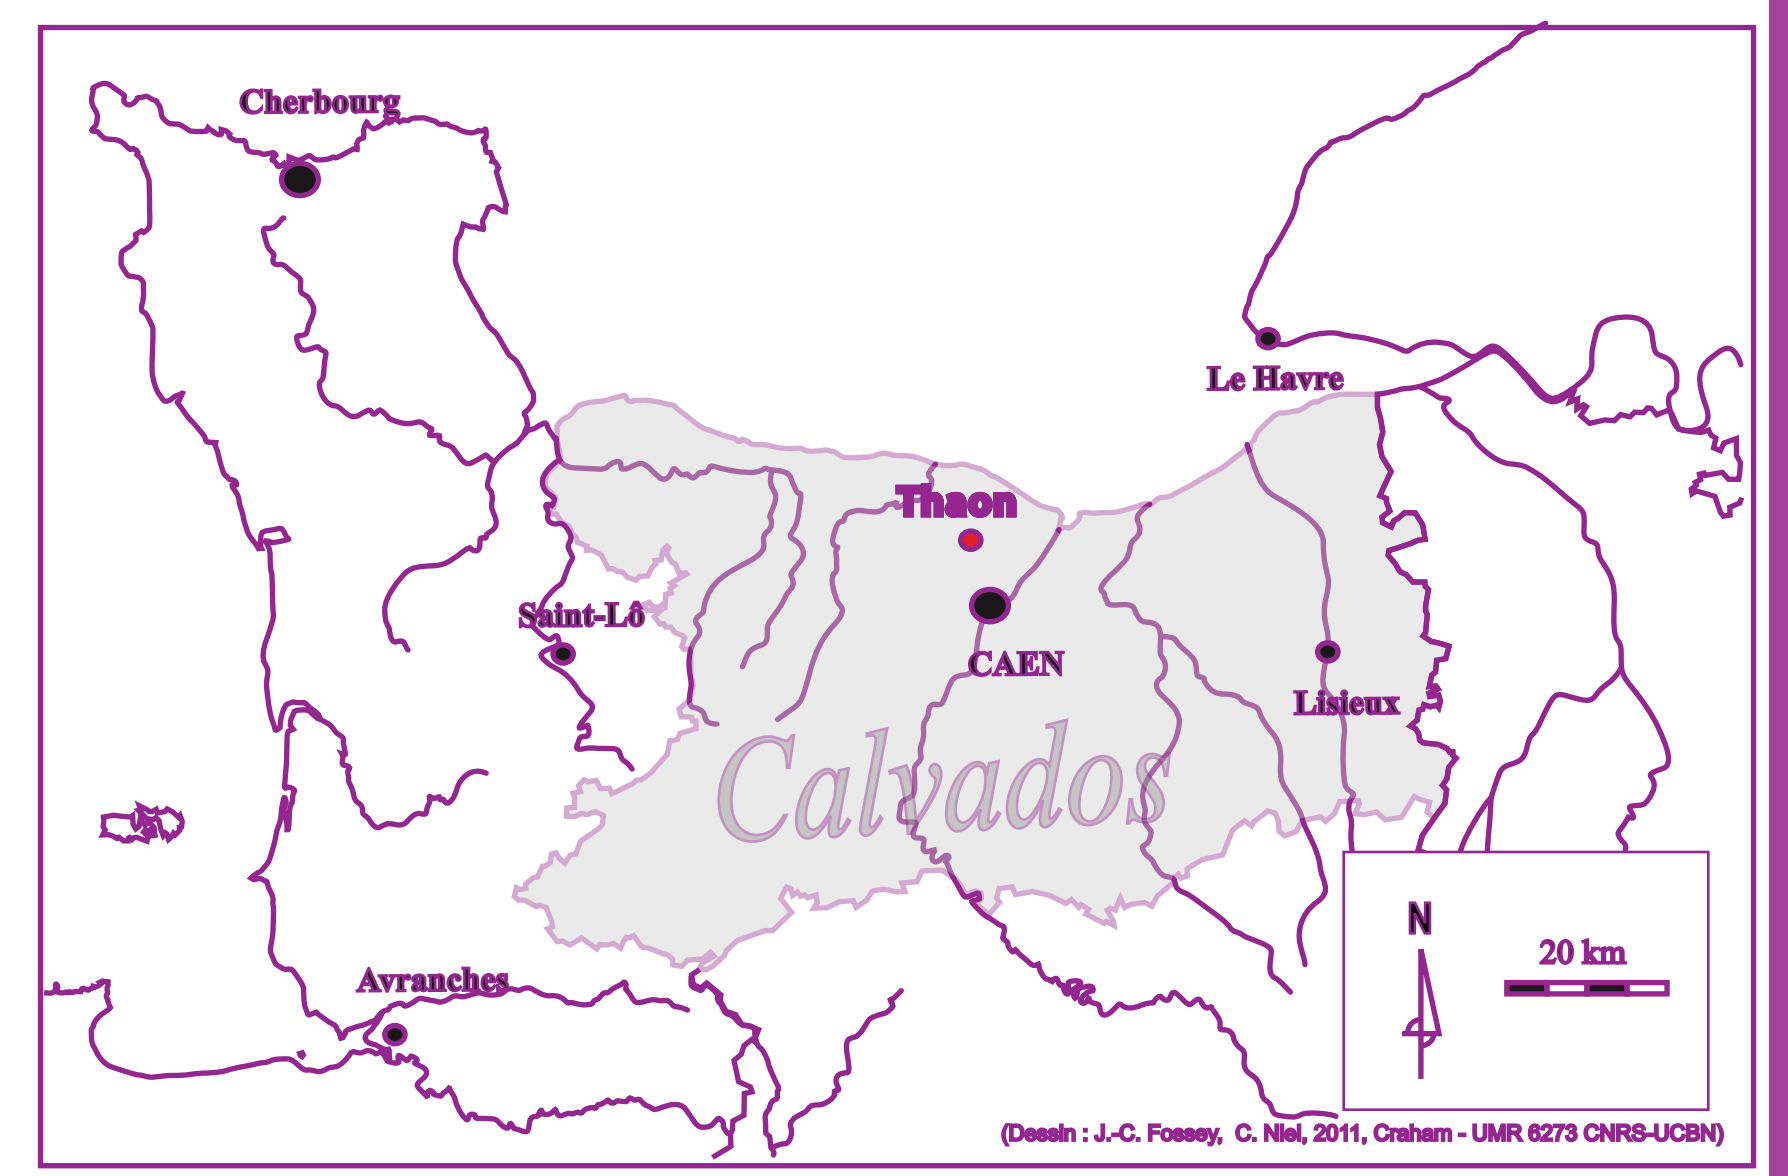 Cherbourg
Le Havre
Thaon
Saint-Lô
CAEN
Lisieux
Calvados
N
20 km
Avranches
(Dessin : J.-C. Fossey, C. Niel, 2011, Craham - UMR 6273 CNRS-UCBN)